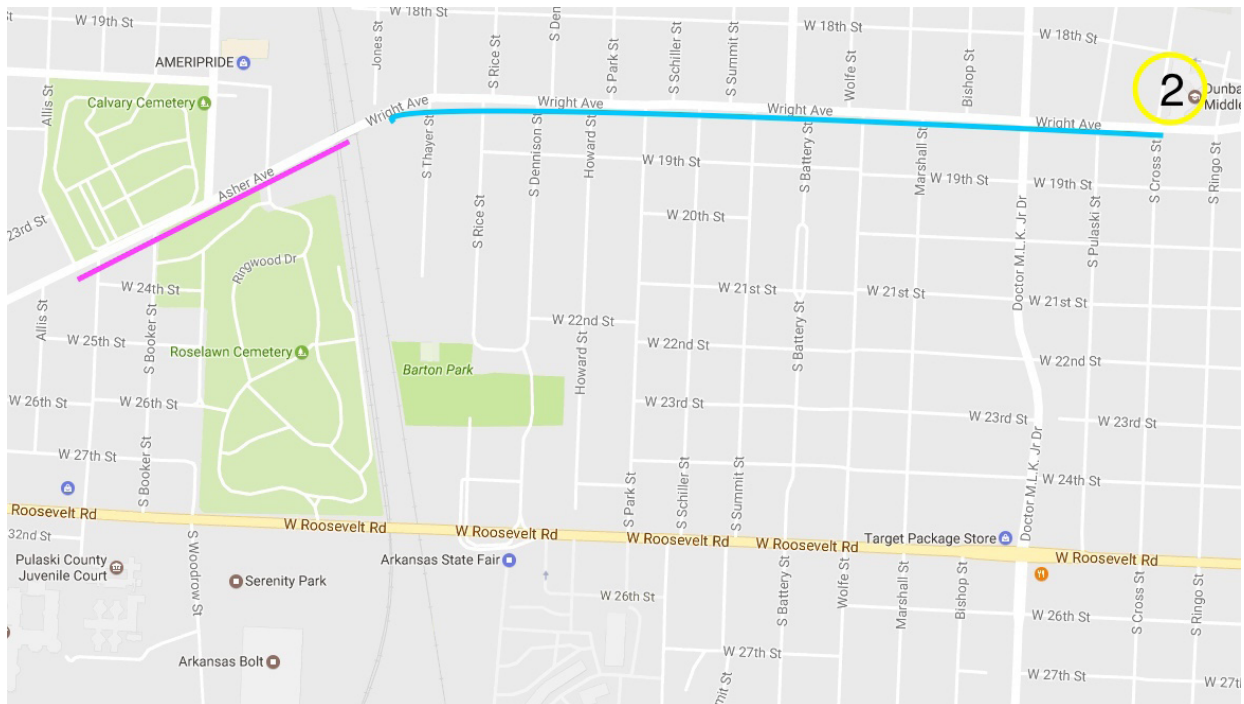 W 19th St
AMERIPRIDE
Calvary Cemetery
Allis St
23rd St
Asher Ave
Wright Ave
Jones St
S Rice St
S Den
S Park St
S Schiller St
S Summit St
W 18th St
W 18th St
W 18th St
Wolfe St
Bishop St
2
Dunba
Middle
Wright Ave
Wright Ave
Wright Ave
S Thayer St
S Rice St
S Dennison St
Howard St
W 19th St
S Battery St
Marshall St
W 19th St
W 19th St
S Cross St
S Ringo St
S Pulaski St
Doctor M.L.K. Jr Dr
W 20th St
Ringwood Dr
W 24th St
Allis St
S Booker St
W 25th St
Roselawn Cemetery
W 26th St
W 26th St
W 27th St
S Booker St
Barton Park
W 22nd St
Howard St
W 21st St
W 21st St
W 21st St
S Battery St
W 22nd St
W 22nd St
W 23rd St
W 23rd St
W 23rd St
Doctor M.L.K. Jr Dr
W 24th St
S Park St
S Schiller St
S Summit St
Roosevelt Rd
W Roosevelt Rd
W Roosevelt Rd
W Roosevelt Rd
W Roosevelt Rd
W Roosevelt Rd
Target Package Store
32nd St
Pulaski County
Juvenile Court
S Woodrow St
Serenity Park
Arkansas Bolt
Arkansas State Fair
W 26th St
S Battery St
Wolfe St
Marshall St
Bishop St
S Cross St
S Ringo St
W 26th St
W 27th St
mit St
W 27th St
W 27t